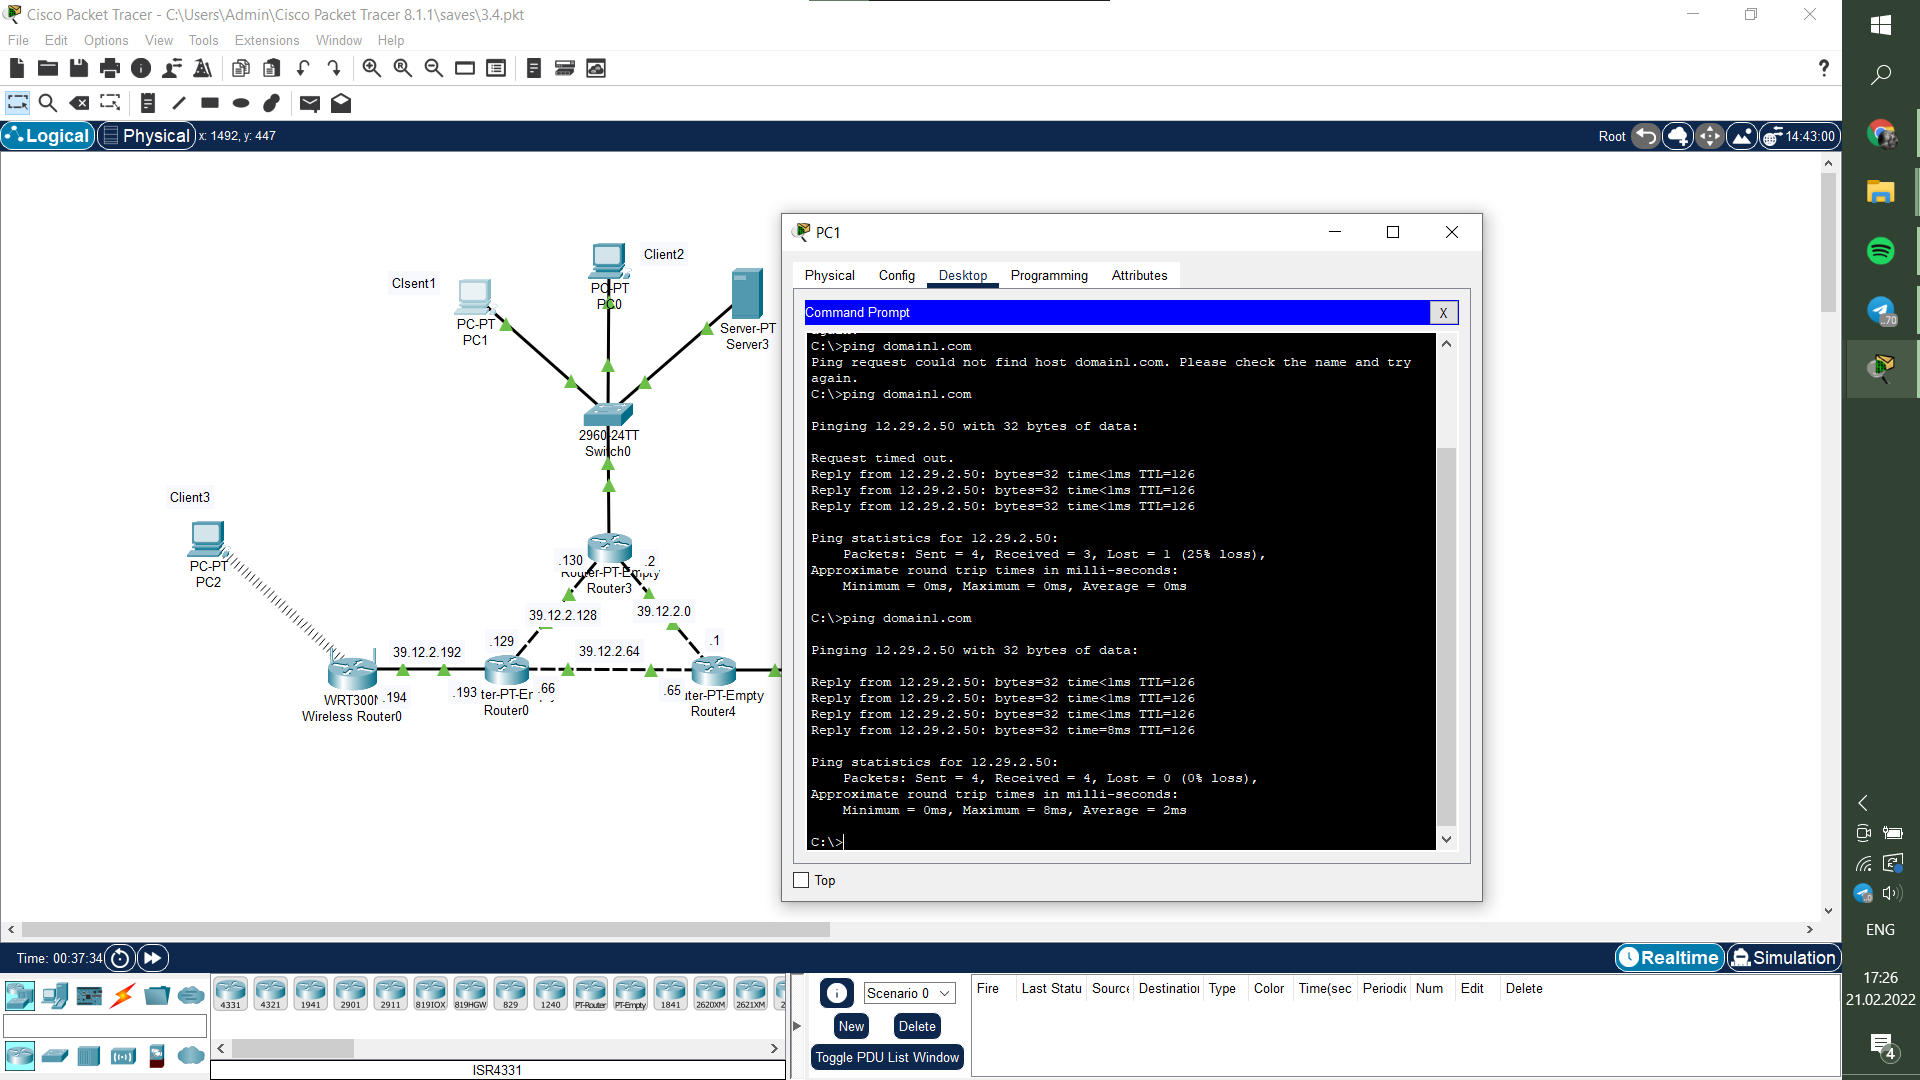 Cisco Packet Tracer - C:\Users\Admin\Cisco Packet Tracer 8.1.1\saves\3.4.pkt
File Edit Options View Tools Extensions Window Help
Logical Physical x: 1492, y: 447 Root 14:43:00
Client2
Clsent1
PC-PT
PC0
PC-PT
PC1
Server-PT
Server3
2960-24TT
Switch0
Client3
PC-PT
PC2
.130 .2
Router-PT-Empty
Router3
39.12.2.128 39.12.2.0
.129 .1
39.12.2.192 39.12.2.64
WRT300N .194
Wireless Router0
.193 ter-PT-Er .66
Router0
.65 iter-PT-Empty
Router4
PC1
Physical Config Desktop Programming Attributes
Command Prompt X
again.
C:\>ping domain1.com
Ping request could not find host domain1.com. Please check the name and try
again.
C:\>ping domain1.com
Pinging 12.29.2.50 with 32 bytes of data:
Request timed out.
Reply from 12.29.2.50: bytes=32 time<1ms TTL=126
Reply from 12.29.2.50: bytes=32 time<1ms TTL=126
Reply from 12.29.2.50: bytes=32 time<1ms TTL=126
Ping statistics for 12.29.2.50:
Packets: Sent = 4, Received = 3, Lost = 1 (25% loss),
Approximate round trip times in milli-seconds:
Minimum = 0ms, Maximum = 0ms, Average = 0ms
C:\>ping domain1.com
Pinging 12.29.2.50 with 32 bytes of data:
Reply from 12.29.2.50: bytes=32 time<1ms TTL=126
Reply from 12.29.2.50: bytes=32 time<1ms TTL=126
Reply from 12.29.2.50: bytes=32 time<1ms TTL=126
Reply from 12.29.2.50: bytes=32 time=8ms TTL=126
Ping statistics for 12.29.2.50:
Packets: Sent = 4, Received = 4, Lost = 0 (0% loss),
Approximate round trip times in milli-seconds:
Minimum = 0ms, Maximum = 8ms, Average = 2ms
C:\>
Top
Time: 00:37:34 Realtime Simulation
4331 4321 1941 2901 2911 819IOX 819HGW 829 1240 PT-Router PT-Empty 1841 2620XM 2621XM 2
ISR4331
Scenario 0
New Delete
Toggle PDU List Window
Fire Last Statu Source Destination Type Color Time(sec Periodic Num Edit Delete
70
ENG
17:26
21.02.2022
4